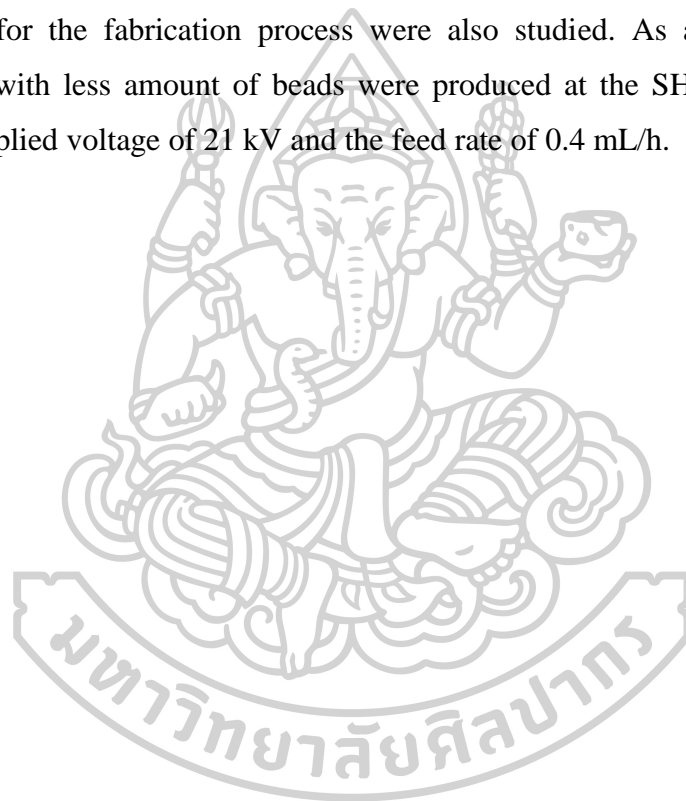 for the fabrication process were also studied. As a
with less amount of beads were produced at the SH
plied voltage of 21 kV and the feed rate of 0.4 mL/h.
มหาวิทยาลัยศิลปากร